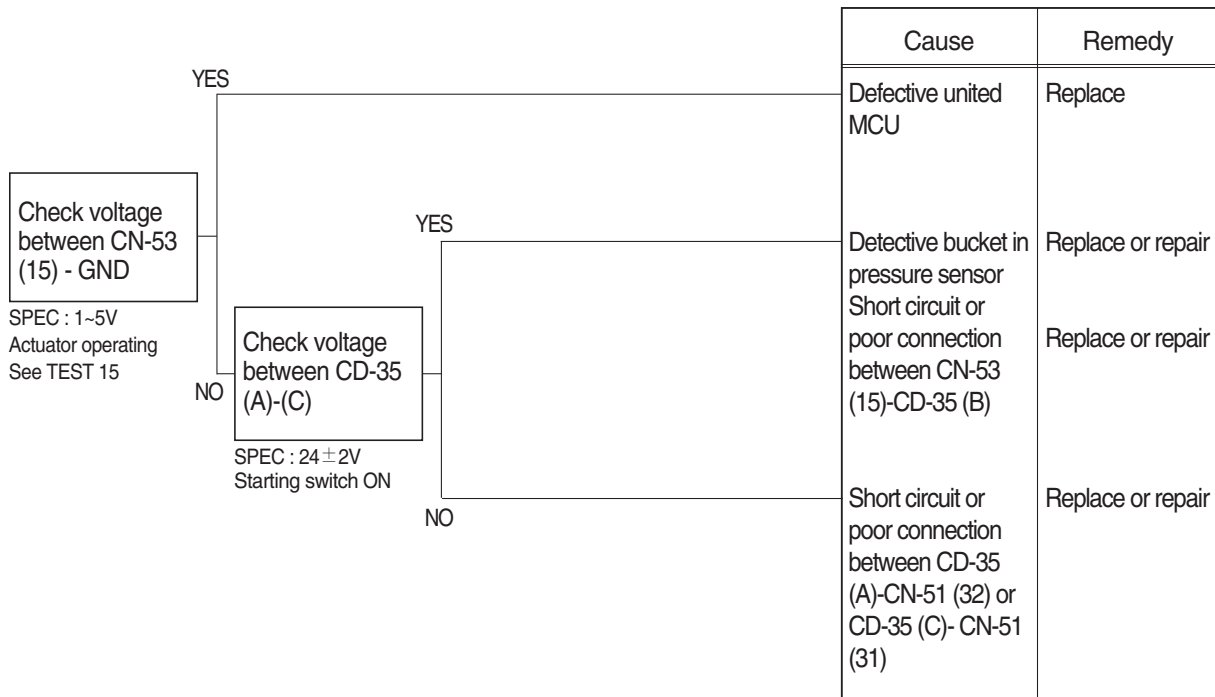 Cause
Remedy
YES
Defective united
MCU
Replace
Check voltage
between CN-53
(15) - GND
SPEC : 1~5V
Actuator operating
See TEST 15
NO
Check voltage
between CD-35
(A)-(C)
SPEC : 24±2V
Starting switch ON
YES
Detective bucket in
pressure sensor
Short circuit or
poor connection
between CN-53
(15)-CD-35 (B)
Replace or repair
Replace or repair
NO
Short circuit or
poor connection
between CD-35
(A)-CN-51 (32) or
CD-35 (C)- CN-51
(31)
Replace or repair